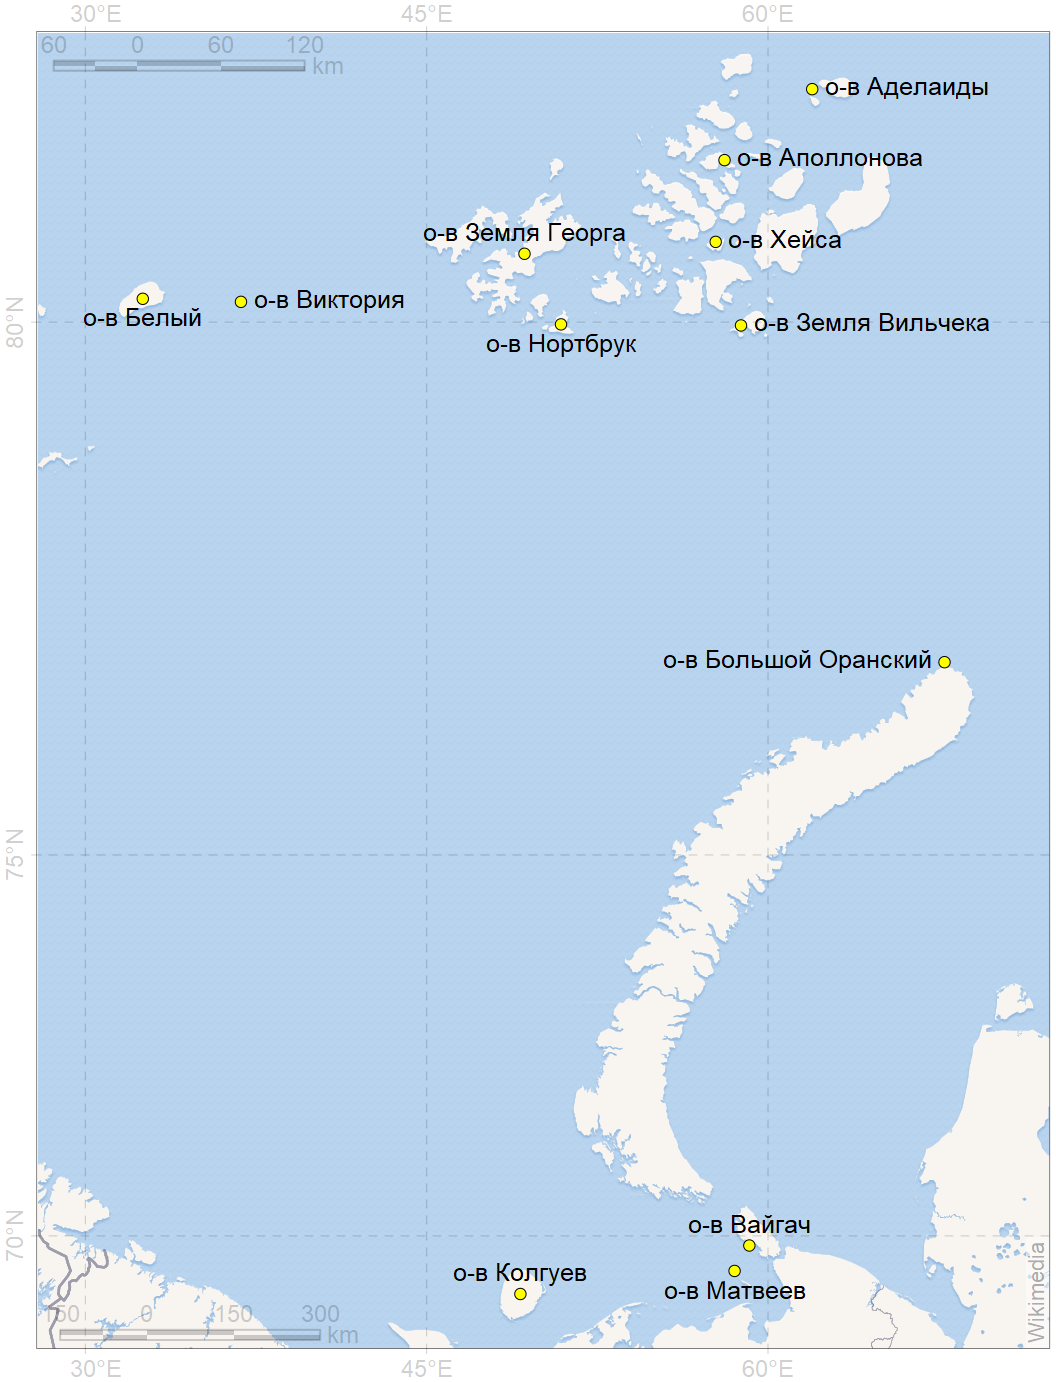 30°E 45°E 60°E
60 0 60 120
km
о-в Аделаиды
о-в Аполлонова
о-в Земля Георга
о-в Хейса
о-в Виктория
о-в Белый
80°N
о-в Земля Вильчека
о-в Нортбрук
о-в Большой Оранский
75°N
о-в Вайгач
70°N
о-в Колгуев
о-в Матвеев
Wikimedia
150 0 150 300
km
30°E 45°E 60°E